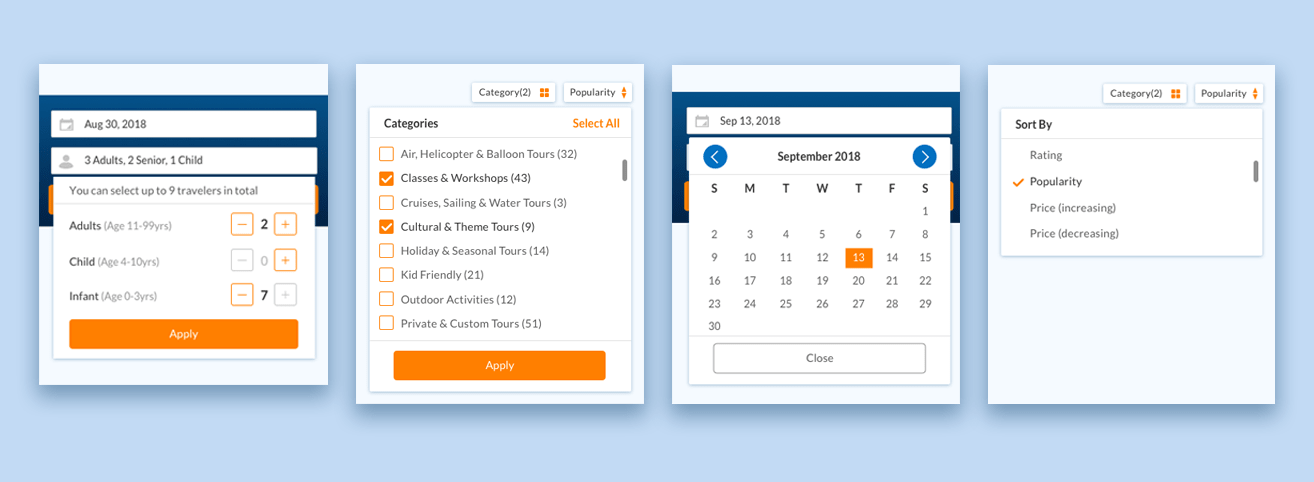 Aug 30, 2018
3 Adults, 2 Senior, 1 Child
You can select up to 9 travelers in total
Adults (Age 11-99yrs) − 2 +
Child (Age 4-10yrs) − 0 +
Infant (Age 0-3yrs) − 7 +
Apply
Category(2) Popularity
Categories Select All
Air, Helicopter & Balloon Tours (32)
Classes & Workshops (43)
Cruises, Sailing & Water Tours (3)
Cultural & Theme Tours (9)
Holiday & Seasonal Tours (14)
Kid Friendly (21)
Outdoor Activities (12)
Private & Custom Tours (51)
Apply
Sep 13, 2018
September 2018
S M T W T F S
1
2 3 4 5 6 7 8
9 10 11 12 13 14 15
16 17 18 19 20 21 22
23 24 25 26 27 28 29
30
Close
Category(2) Popularity
Sort By
Rating
Popularity
Price (increasing)
Price (decreasing)